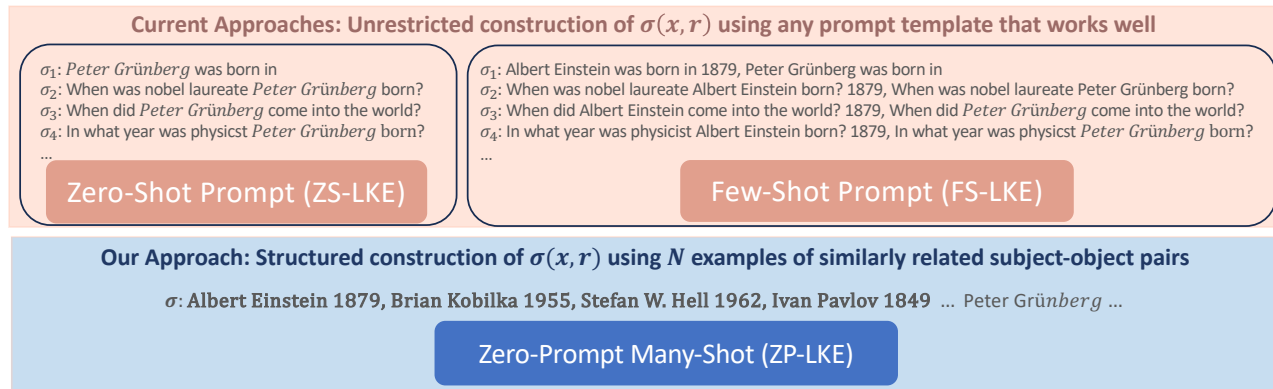 Current Approaches: Unrestricted construction of σ(x, r) using any prompt template that works well
σ₁: Peter Grünberg was born in
σ₂: When was nobel laureate Peter Grünberg born?
σ₃: When did Peter Grünberg come into the world?
σ₄: In what year was physicst Peter Grünberg born?
...
Zero-Shot Prompt (ZS-LKE)
σ₁: Albert Einstein was born in 1879, Peter Grünberg was born in
σ₂: When was nobel laureate Albert Einstein born? 1879, When was nobel laureate Peter Grünberg born?
σ₃: When did Albert Einstein come into the world? 1879, When did Peter Grünberg come into the world?
σ₄: In what year was physicist Albert Einstein born? 1879, In what year was physicst Peter Grünberg born?
...
Few-Shot Prompt (FS-LKE)
Our Approach: Structured construction of σ(x, r) using N examples of similarly related subject-object pairs
σ: Albert Einstein 1879, Brian Kobilka 1955, Stefan W. Hell 1962, Ivan Pavlov 1849 ... Peter Grünberg ...
Zero-Prompt Many-Shot (ZP-LKE)